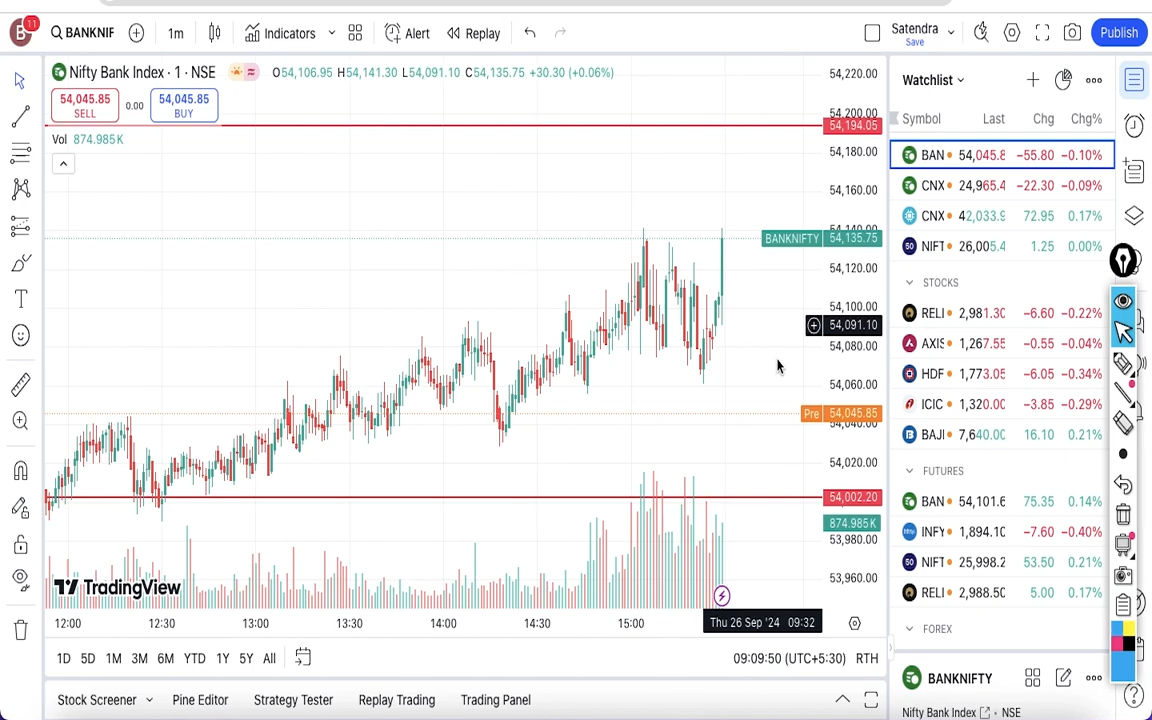 B 11 BANKNIF 1m Indicators Alert Replay Satendra Save Publish
Nifty Bank Index · 1 · NSE O54,106.95 H54,141.30 L54,091.10 C54,135.75 +30.30 (+0.06%)
54,045.85 SELL 0.00 54,045.85 BUY
Vol 874.985K
54,220.00
54,200.00
54,194.05
54,180.00
54,160.00
54,140.00
BANKNIFTY 54,135.75
54,120.00
54,100.00
54,091.10
54,080.00
54,060.00
Pre 54,045.85
54,040.00
54,020.00
54,002.20
874.985K
53,980.00
53,960.00
TradingView
12:00 12:30 13:00 13:30 14:00 14:30 15:00 Thu 26 Sep '24 09:32
1D 5D 1M 3M 6M YTD 1Y 5Y All 09:09:50 (UTC+5:30) RTH
Stock Screener Pine Editor Strategy Tester Replay Trading Trading Panel
Watchlist
Symbol Last Chg Chg%
BAN 54,045.8 −55.80 −0.10%
CNX 24,965.4 −22.30 −0.09%
CNX 42,033.9 72.95 0.17%
50 NIFT 26,005.4 1.25 0.00%
STOCKS
RELI 2,981.30 −6.60 −0.22%
AXIS 1,267.55 −0.55 −0.04%
HDF 1,773.05 −6.05 −0.34%
ICIC 1,320.00 −3.85 −0.29%
BAJI 7,640.00 16.10 0.21%
FUTURES
BAN 54,101.6 75.35 0.14%
INFY 1,894.10 −7.60 −0.40%
50 NIFT 25,998.2 53.50 0.21%
RELI 2,988.50 5.00 0.17%
FOREX
BANKNIFTY
Nifty Bank Index NSE